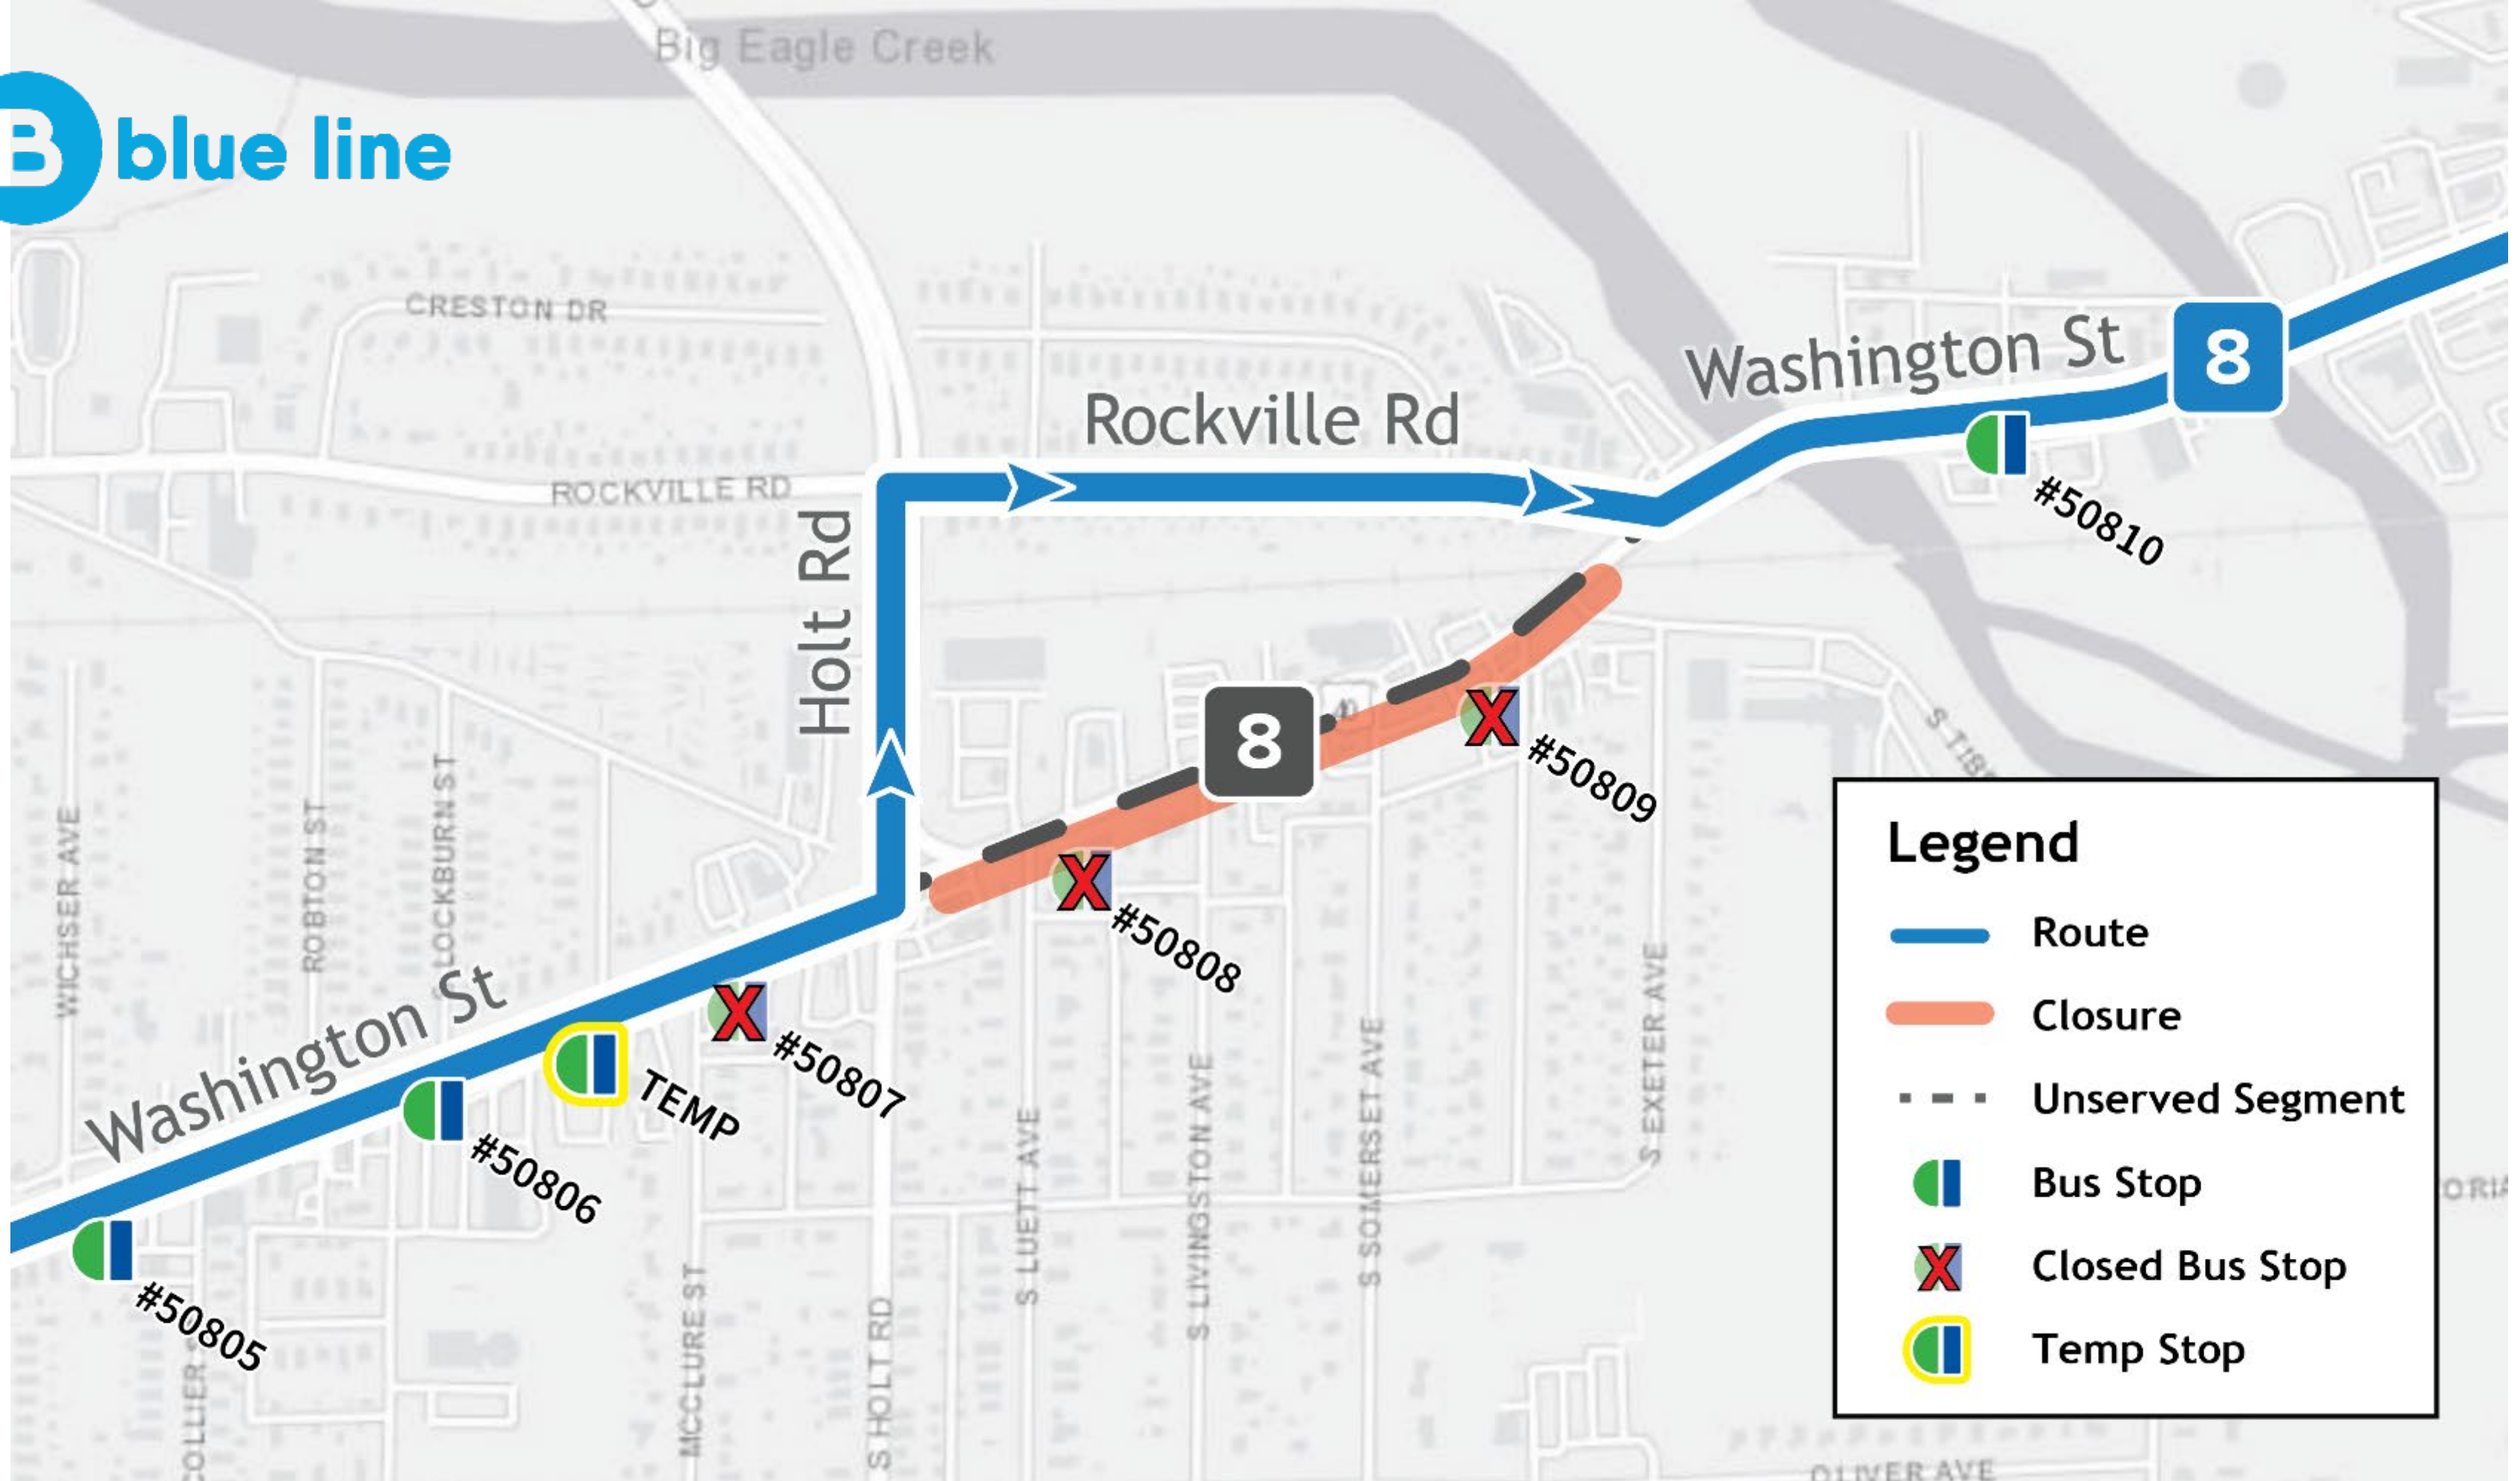 Big Eagle Creek
B blue line
CRESTON DR
Washington St
8
Rockville Rd
ROCKVILLE RD
#50810
Holt Rd
40
8
#50809
#50808
WICHSER AVE
ROBTON ST
LOCKBURN ST
Washington St
#50807
TEMP
#50806
#50805
COLLIER
MCCLURE ST
S HOLT RD
S LUETT AVE
S LIVINGSTON AVE
S SOMERSET AVE
S EXETER AVE
Legend
Route
Closure
Unserved Segment
Bus Stop
Closed Bus Stop
Temp Stop
OLIVER AVE